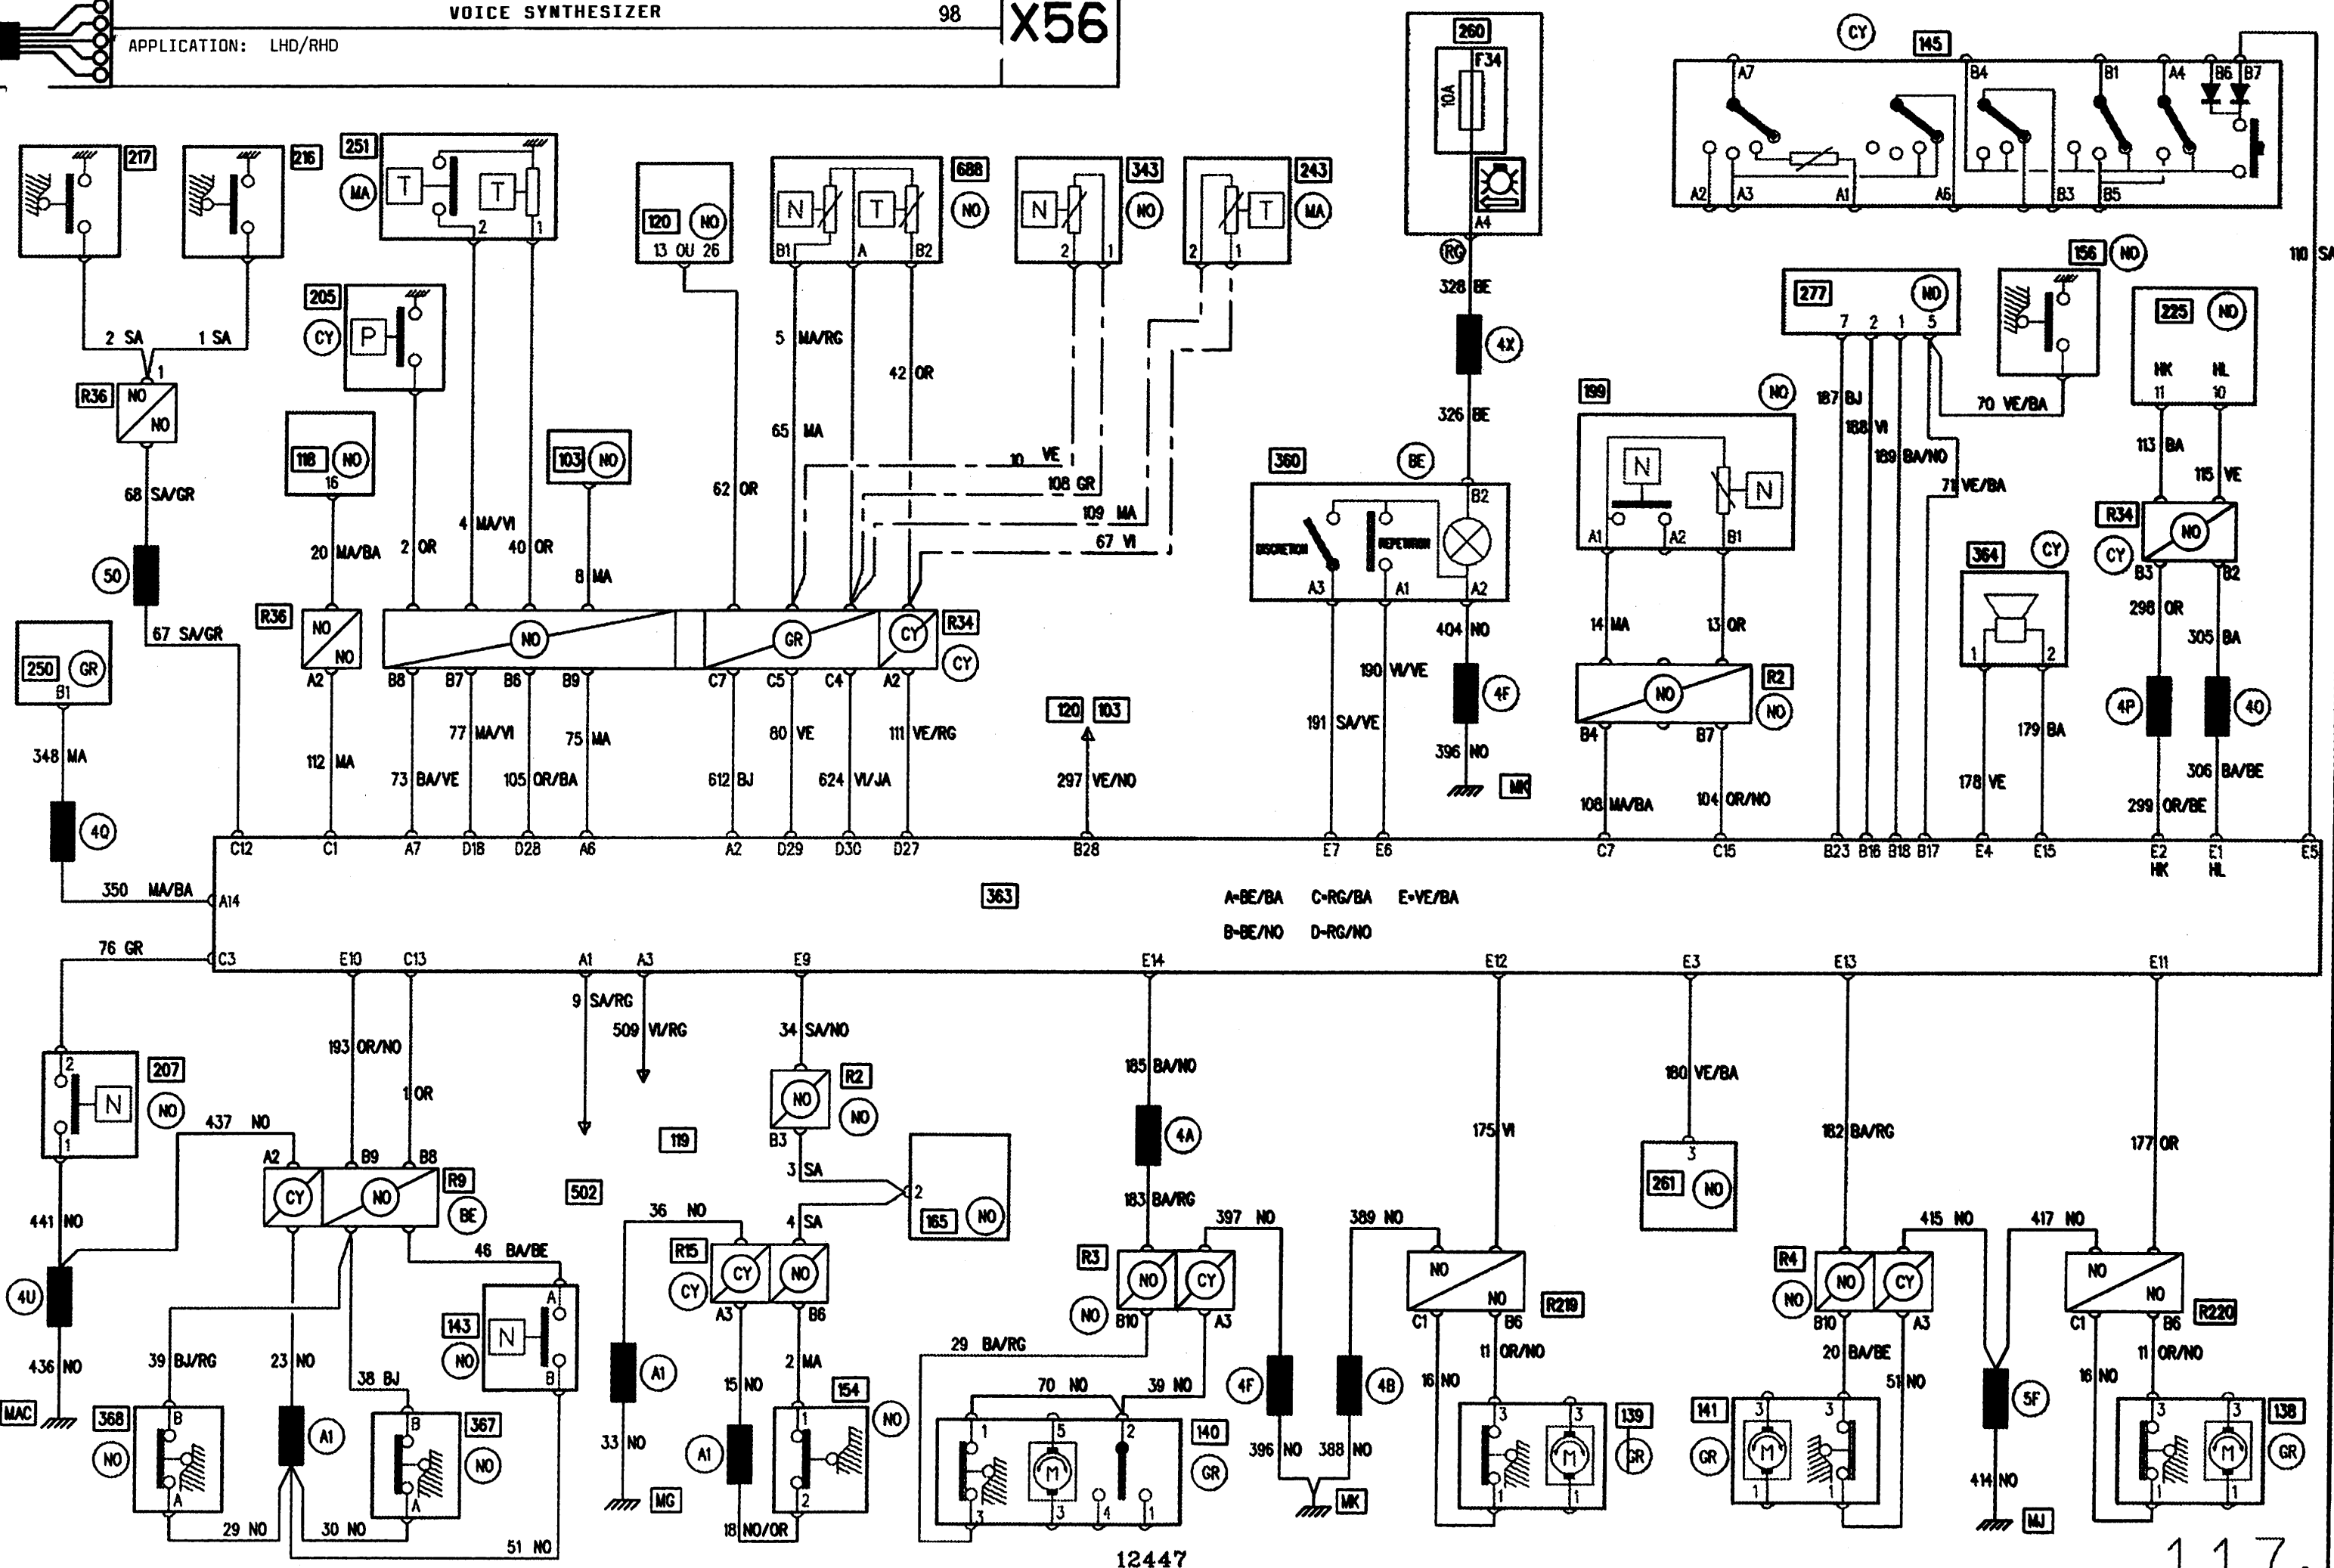 VOICE SYNTHESIZER 98
X56
APPLICATION: LHD/RHD
260
F34
10A
A4
RG
328 BE
4X
326 BE
CY 145
A7 B4 B1 A4 B6 B7
A2 A3 A1 A6 B3 B5
110 SA
217
216
251
MA
T T
2 1
120 NO
13 OU 26
688
NO
N T
B1 A B2
343
NO
N
2 1
243
MA
T
2 1
205
CY
P
2 SA 1 SA
1
R36
NO
NO
118 NO
16
103 NO
277 NO
7 2 1 5
156 NO
225 NO
HK HL
11 10
5 MA/RG
42 OR
65 MA
62 OR
10 VE
108 GR
109 MA
67 VI
68 SA/GR
50
67 SA/GR
20 MA/BA
2 OR
4 MA/VI
40 OR
8 MA
187 BJ
188 VI
189 BA/NO
70 VE/BA
71 VE/BA
113 BA
115 VE
360
BE
B2
DISCRETION
REPETITION
A3 A1 A2
199
NO
N N
A1 A2 B1
364
CY
1 2
R34
NO
CY
B3 B2
250 GR
B1
R36
NO
NO
A2
NO
B8 B7 B6 B9
GR CY
R34
CY
C7 C5 C4 A2
404 NO
190 VI/VE
191 SA/VE
4F
396 NO
MK
14 MA
13 OR
R2
NO
NO
B4 B7
298 OR
305 BA
4P
4O
348 MA
4Q
350 MA/BA
112 MA
73 BA/VE
77 MA/VI
105 OR/BA
75 MA
612 BJ
80 VE
624 VI/JA
111 VE/RG
120 103
297 VE/NO
108 MA/BA
104 OR/NO
178 VE
179 BA
299 OR/BE
306 BA/BE
C12 C1 A7 D18 D28 A6 A2 D29 D30 D27 B28 E7 E6 C7 C15 B23 B16 B18 B17 E4 E15 E2 E1 E5
HK HL
A14
363
A=BE/BA C=RG/BA E=VE/BA
B=BE/NO D=RG/NO
C3 E10 C13 A1 A3 E9 E14 E12 E3 E13 E11
76 GR
193 OR/NO
1 OR
9 SA/RG
509 VI/RG
34 SA/NO
185 BA/NO
175 VI
180 VE/BA
182 BA/RG
177 OR
207
NO
N
2
1
437 NO
A2 B9 B8
CY NO
R9
BE
441 NO
4U
436 NO
MAC
502
119
R2
NO
NO
B3
3 SA
165 NO
2
4 SA
36 NO
R15
CY
CY NO
A3 B6
4A
183 BA/RG
R3
NO
NO CY
B10 A3
397 NO
389 NO
NO
NO
R219
C1 B6
3
261 NO
415 NO
417 NO
R4
NO
NO CY
B10 A3
NO
NO
R220
C1 B6
46 BA/BE
143
NO
N
A
B
39 BJ/RG
23 NO
38 BJ
A1
15 NO
2 MA
33 NO
MG
A1
18 NO/OR
154
NO
1
2
29 BA/RG
70 NO
39 NO
4F
4B
396 NO
388 NO
MK
16 NO
11 OR/NO
20 BA/BE
51 NO
5F
414 NO
MJ
16 NO
11 OR/NO
368
NO
B
A
A1
367
NO
B
A
29 NO
30 NO
51 NO
140
GR
1 5 2
M
3 3 4 1
139
GR
3 3
M
1 1
141
GR
3 3
M
1 1
138
GR
3 3
M
1 1
12447
117